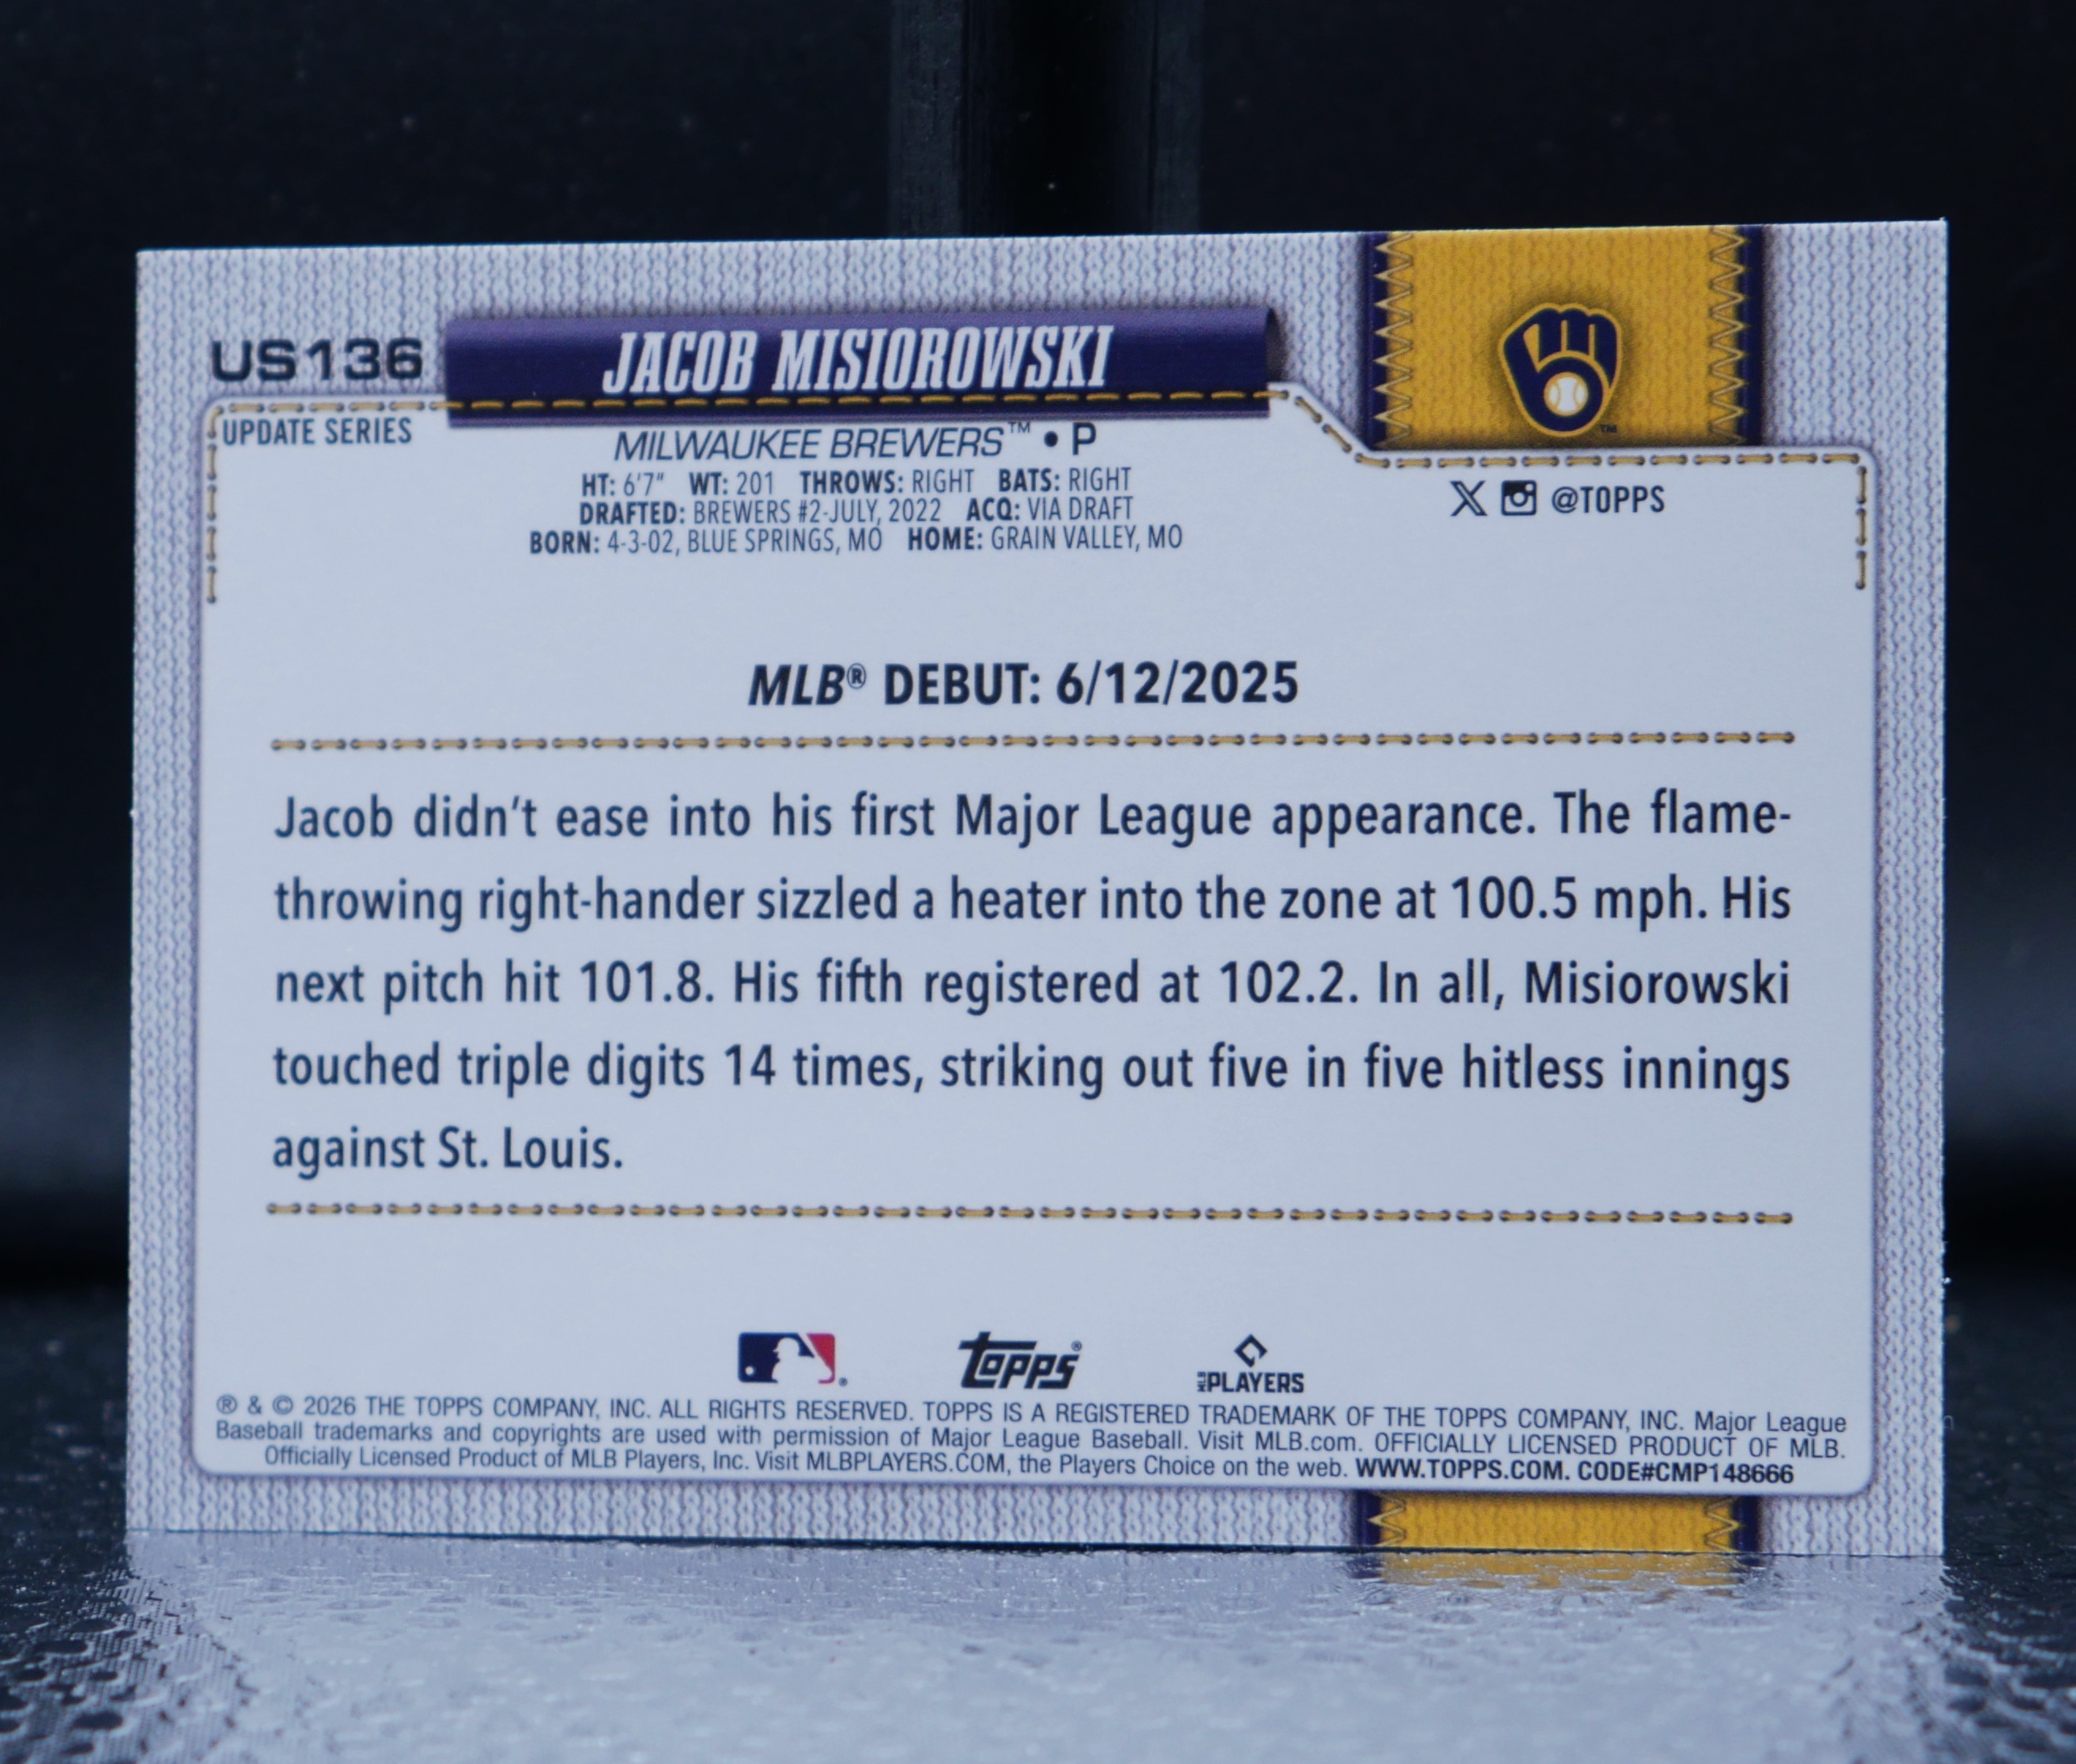 US136
JACOB MISIOROWSKI
UPDATE SERIES
MILWAUKEE BREWERS™ • P
HT: 6'7" WT: 201 THROWS: RIGHT BATS: RIGHT
DRAFTED: BREWERS #2-JULY, 2022 ACQ: VIA DRAFT
BORN: 4-3-02, BLUE SPRINGS, MO HOME: GRAIN VALLEY, MO
TM
@TOPPS
MLB® DEBUT: 6/12/2025
Jacob didn't ease into his first Major League appearance. The flame-
throwing right-hander sizzled a heater into the zone at 100.5 mph. His
next pitch hit 101.8. His fifth registered at 102.2. In all, Misiorowski
touched triple digits 14 times, striking out five in five hitless innings
against St. Louis.
topps®
MLB PLAYERS
® & © 2026 THE TOPPS COMPANY, INC. ALL RIGHTS RESERVED. TOPPS IS A REGISTERED TRADEMARK OF THE TOPPS COMPANY, INC. Major League
Baseball trademarks and copyrights are used with permission of Major League Baseball. Visit MLB.com. OFFICIALLY LICENSED PRODUCT OF MLB.
Officially Licensed Product of MLB Players, Inc. Visit MLBPLAYERS.COM, the Players Choice on the web. WWW.TOPPS.COM. CODE#CMP148666